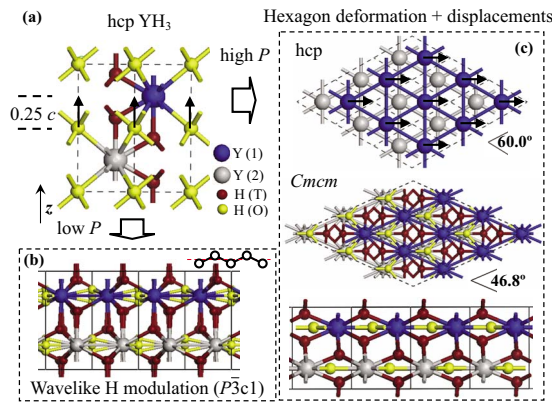 (a)
hcp YH3
0.25 c
z
high P
low P
Y (1)
Y (2)
H (T)
H (O)
(b)
Wavelike H modulation (P3̄c1)
Hexagon deformation + displacements
hcp
(c)
60.0º
Cmcm
46.8º